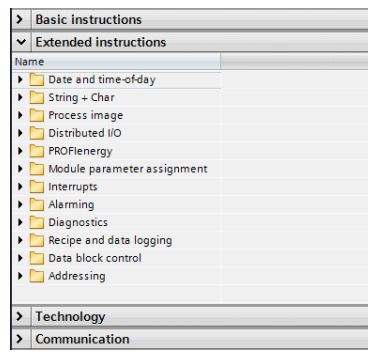 Basic instructions
Extended instructions
Name
Date and time-of-day
String + Char
Process image
Distributed I/O
PROFIenergy
Module parameter assignment
Interrupts
Alarming
Diagnostics
Recipe and data logging
Data block control
Addressing
Technology
Communication